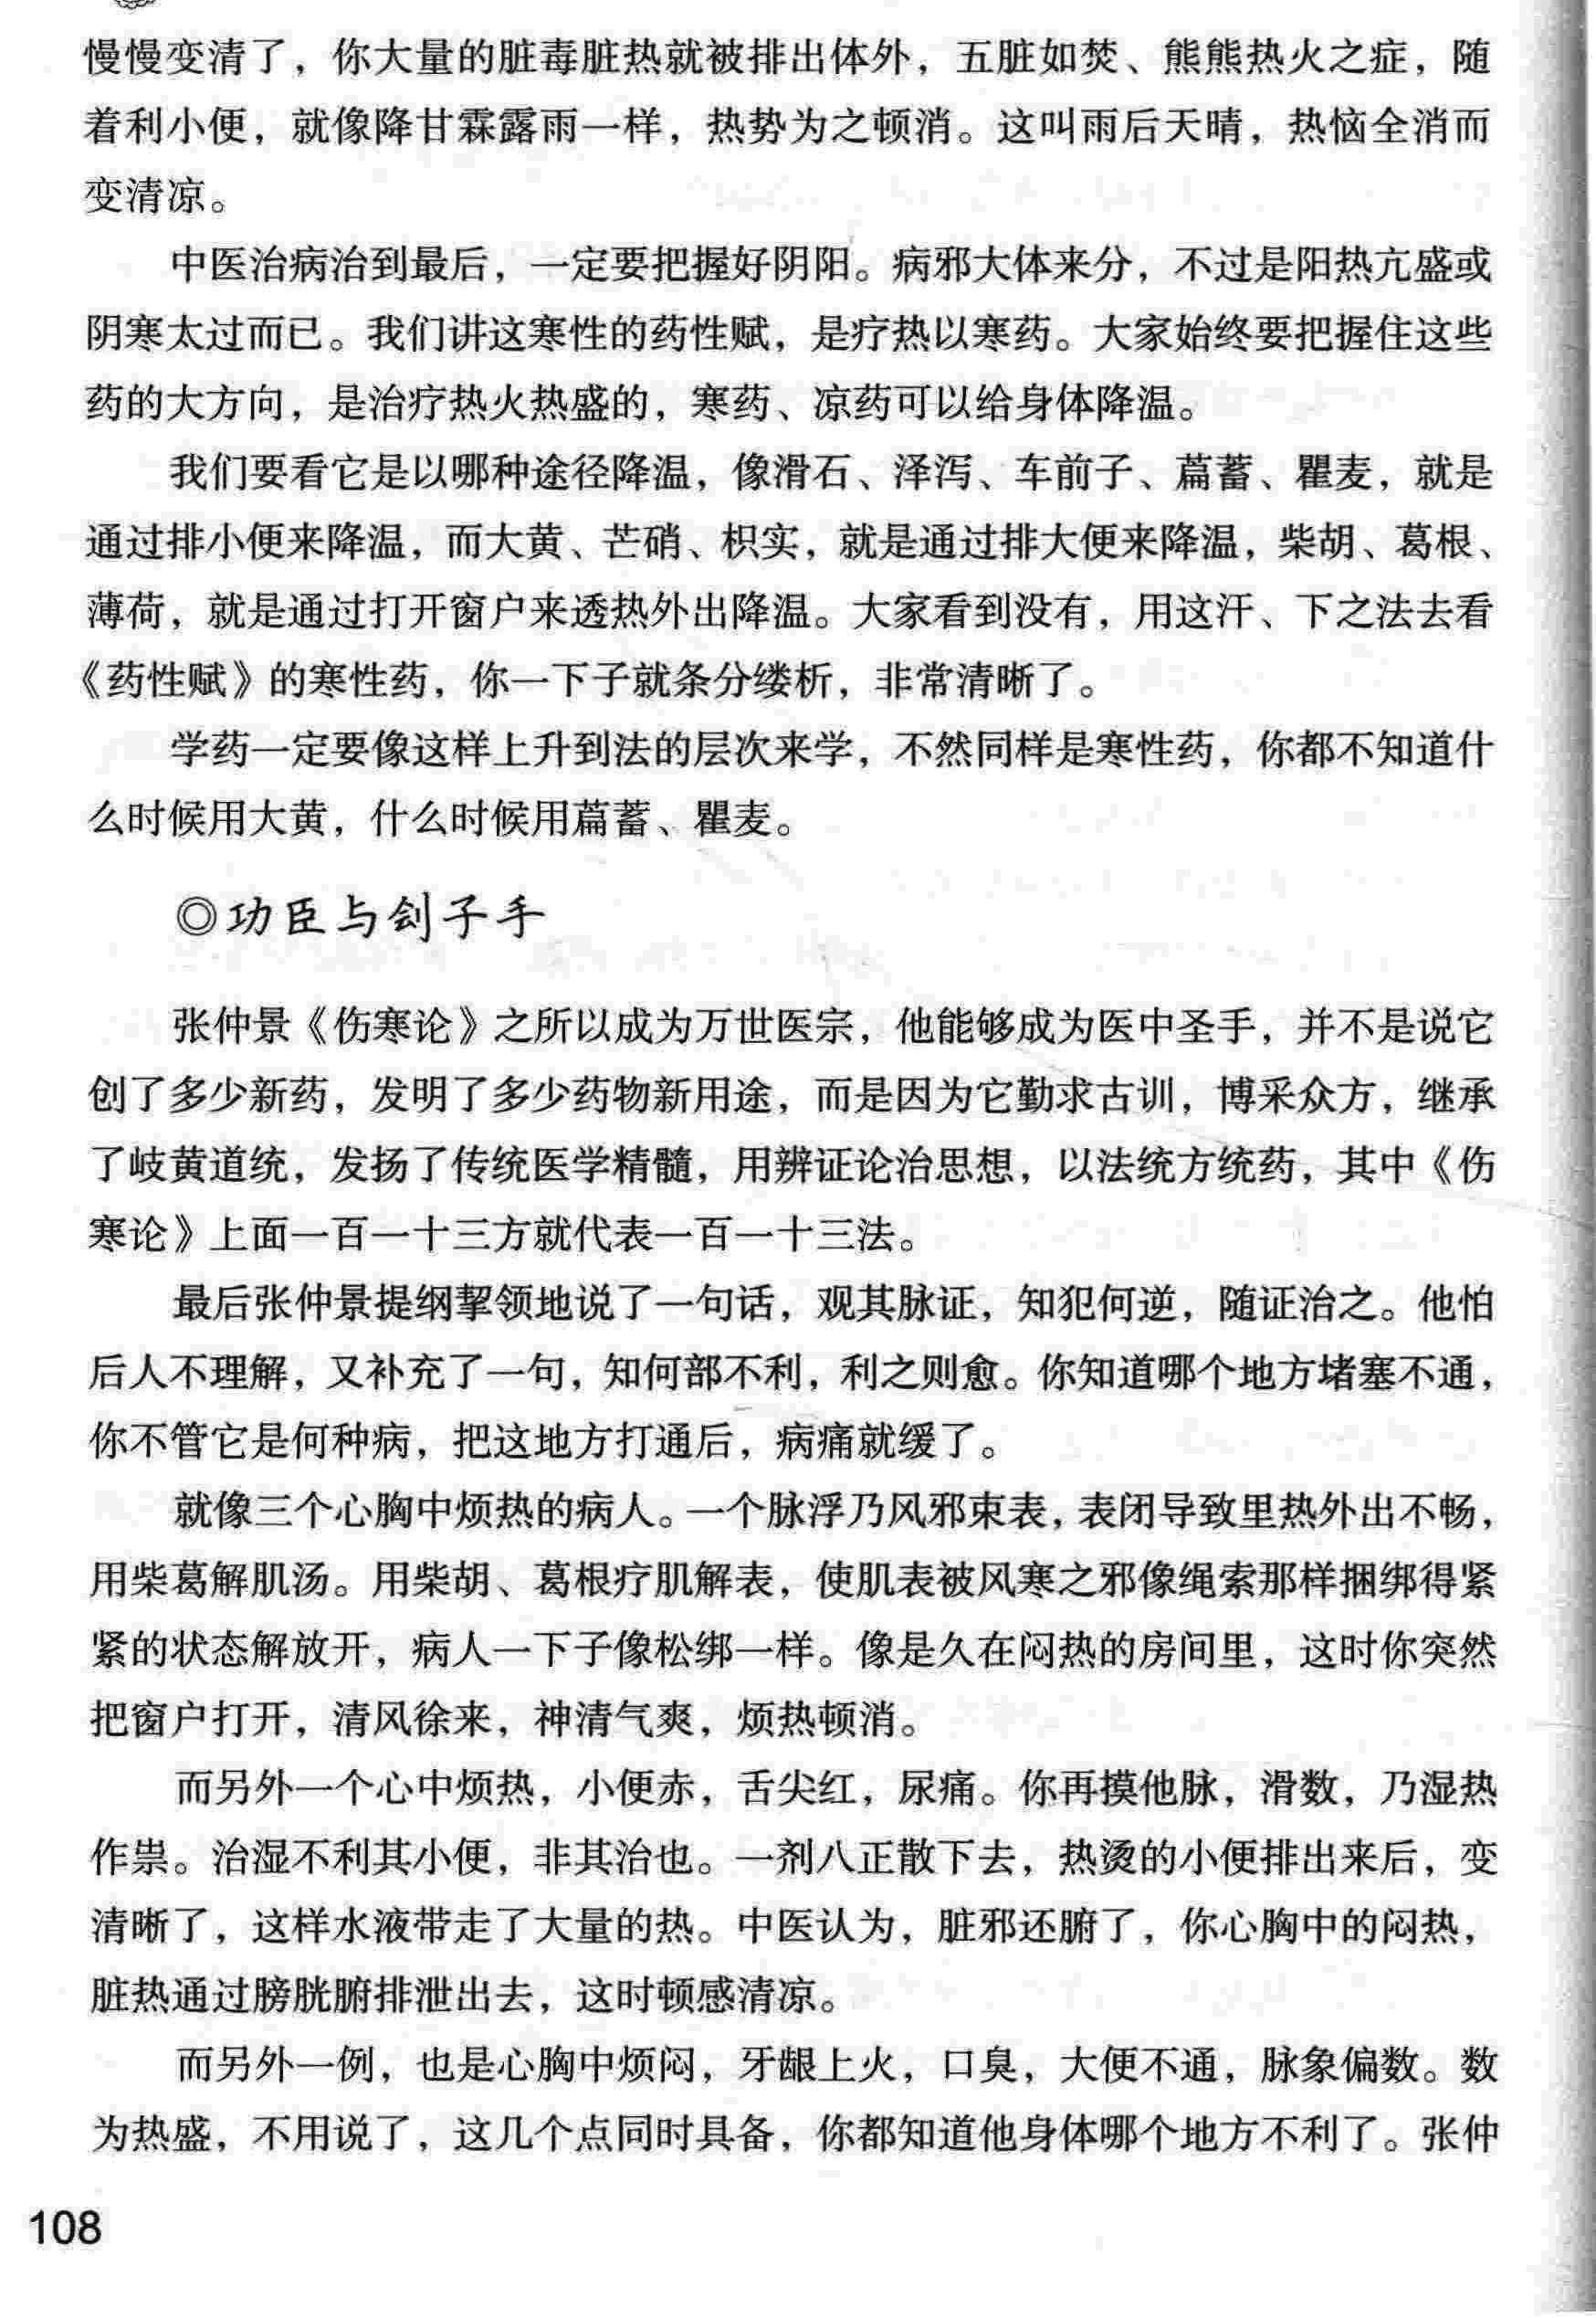 慢慢变清了，你大量的脏毒脏热就被排出体外，五脏如焚、熊熊热火之症，随
着利小便，就像降甘霖露雨一样，热势为之顿消。这叫雨后天晴，热恼全消而
变清凉。
中医治病治到最后，一定要把握好阴阳。病邪大体来分，不过是阳热亢盛或
阴寒太过而已。我们讲这寒性的药性赋，是疗热以寒药。大家始终要把握住这些
药的大方向，是治疗热火热盛的，寒药、凉药可以给身体降温。
我们要看它是以哪种途径降温，像滑石、泽泻、车前子、萹蓄、瞿麦，就是
通过排小便来降温，而大黄、芒硝、枳实，就是通过排大便来降温，柴胡、葛根、
薄荷，就是通过打开窗户来透热外出降温。大家看到没有，用这汗、下之法去看
《药性赋》的寒性药，你一下子就条分缕析，非常清晰了。
学药一定要像这样上升到法的层次来学，不然同样是寒性药，你都不知道什
么时候用大黄，什么时候用萹蓄、瞿麦。
◎功臣与刽子手
张仲景《伤寒论》之所以成为万世医宗，他能够成为医中圣手，并不是说它
创了多少新药，发明了多少药物新用途，而是因为它勤求古训，博采众方，继承
了岐黄道统，发扬了传统医学精髓，用辨证论治思想，以法统方统药，其中《伤
寒论》上面一百一十三方就代表一百一十三法。
最后张仲景提纲挈领地说了一句话，观其脉证，知犯何逆，随证治之。他怕
后人不理解，又补充了一句，知何部不利，利之则愈。你知道哪个地方堵塞不通，
你不管它是何种病，把这地方打通后，病痛就缓了。
就像三个心胸中烦热的病人。一个脉浮乃风邪束表，表闭导致里热外出不畅，
用柴葛解肌汤。用柴胡、葛根疗肌解表，使肌表被风寒之邪像绳索那样捆绑得紧
紧的状态解放开，病人一下子像松绑一样。像是久在闷热的房间里，这时你突然
把窗户打开，清风徐来，神清气爽，烦热顿消。
而另外一个心中烦热，小便赤，舌尖红，尿痛。你再摸他脉，滑数，乃湿热
作祟。治湿不利其小便，非其治也。一剂八正散下去，热烫的小便排出来后，变
清晰了，这样水液带走了大量的热。中医认为，脏邪还腑了，你心胸中的闷热，
脏热通过膀胱腑排泄出去，这时顿感清凉。
而另外一例，也是心胸中烦闷，牙龈上火，口臭，大便不通，脉象偏数。数
为热盛，不用说了，这几个点同时具备，你都知道他身体哪个地方不利了。张仲
108